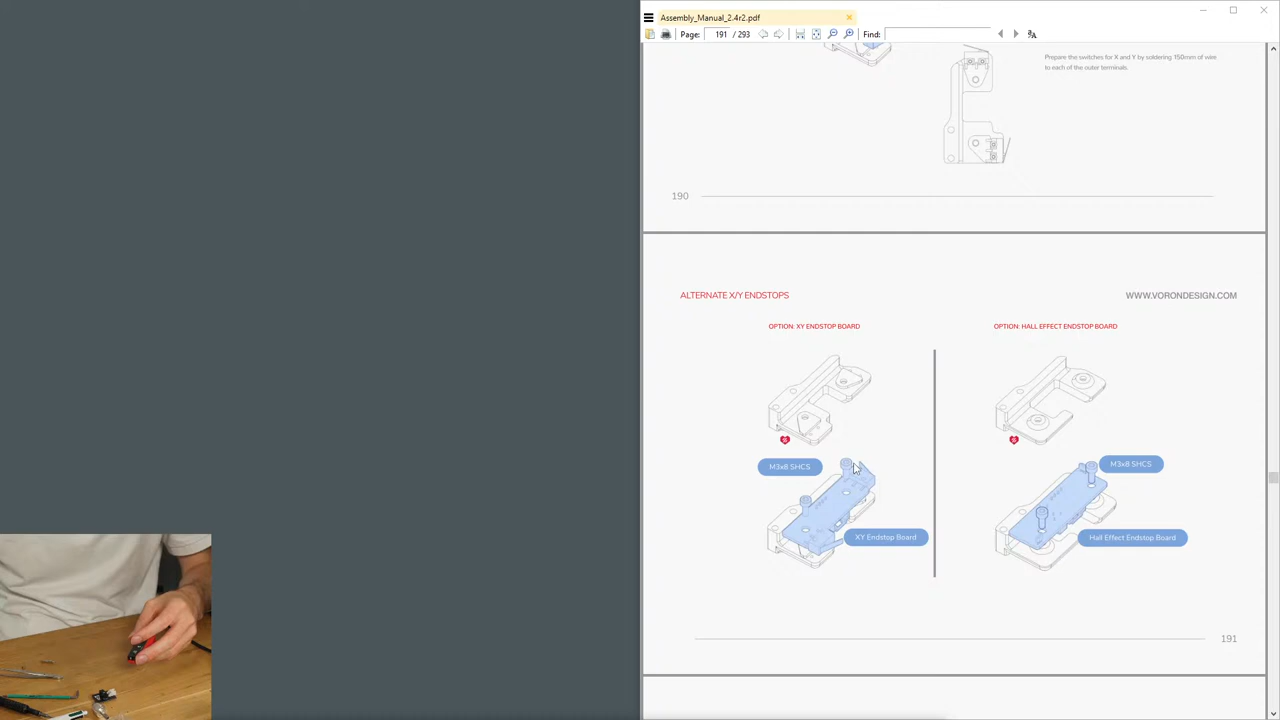 Assembly_Manual_2.4r2.pdf
Page: 191 / 293 Find:
Prepare the switches for X and Y by soldering 150mm of wire
to each of the outer terminals.
190
ALTERNATE X/Y ENDSTOPS
WWW.VORONDESIGN.COM
OPTION: XY ENDSTOP BOARD
OPTION: HALL EFFECT ENDSTOP BOARD
M3x8 SHCS
M3x8 SHCS
XY Endstop Board
Hall Effect Endstop Board
191